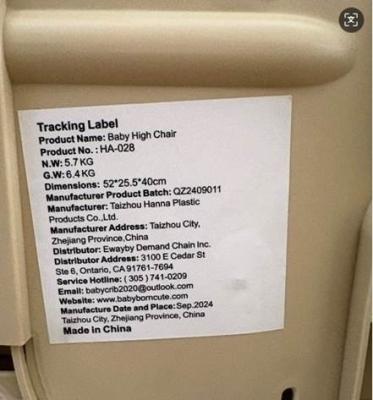 Tracking Label
Product Name: Baby High Chair
Product No. : HA-028
N.W: 5.7 KG
G.W: 6.4 KG
Dimensions: 52*25.5*40cm
Manufacturer Product Batch: QZ2409011
Manufacturer: Taizhou Hanna Plastic
Products Co.,Ltd.
Manufacturer Address: Taizhou City,
Zhejiang Province,China
Distributor: Ewayby Demand Chain Inc.
Distributor Address: 3100 E Cedar St
Ste 6, Ontario, CA 91761-7694
Service Hotline: ( 305 ) 741-0209
Email: babycrib2020@outlook.com
Website: www.babyborncute.com
Manufacture Date and Place: Sep.2024
Taizhou City, Zhejiang Province, China
Made in China